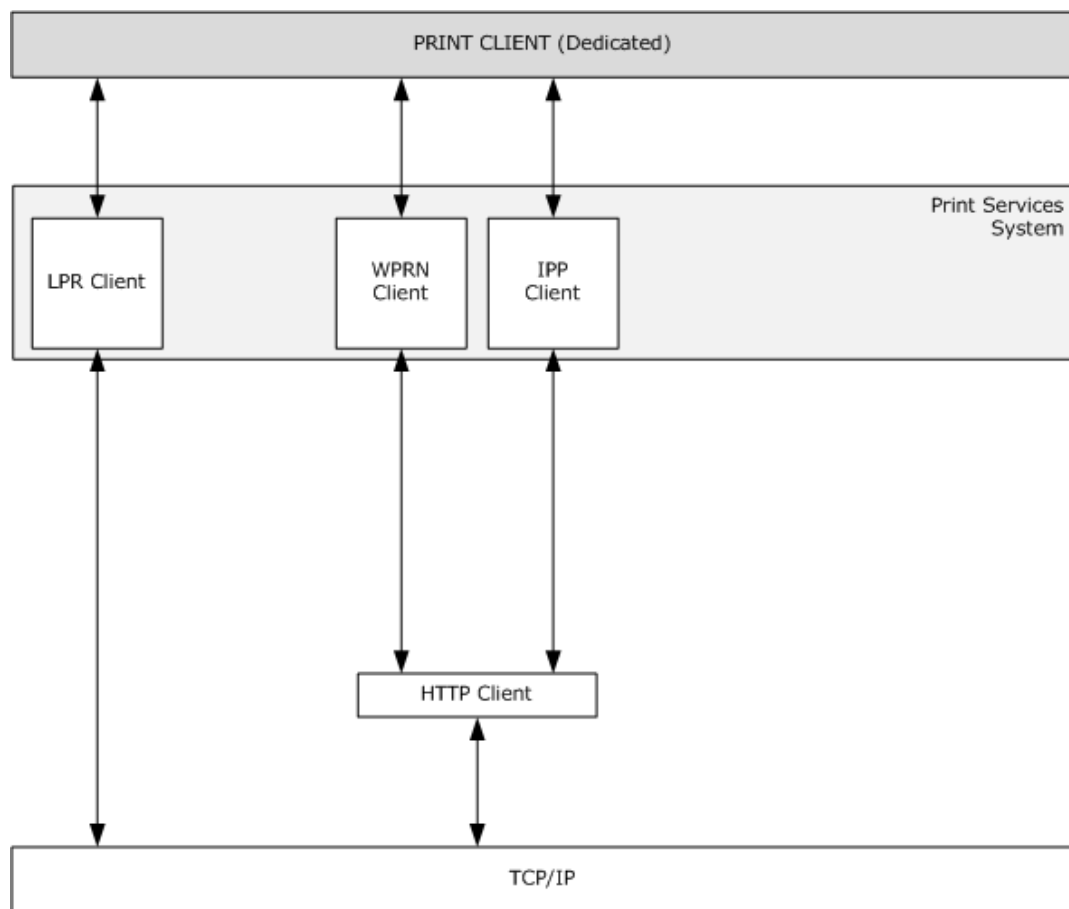 PRINT CLIENT (Dedicated)
Print Services
System
LPR Client
WPRN
Client
IPP
Client
HTTP Client
TCP/IP